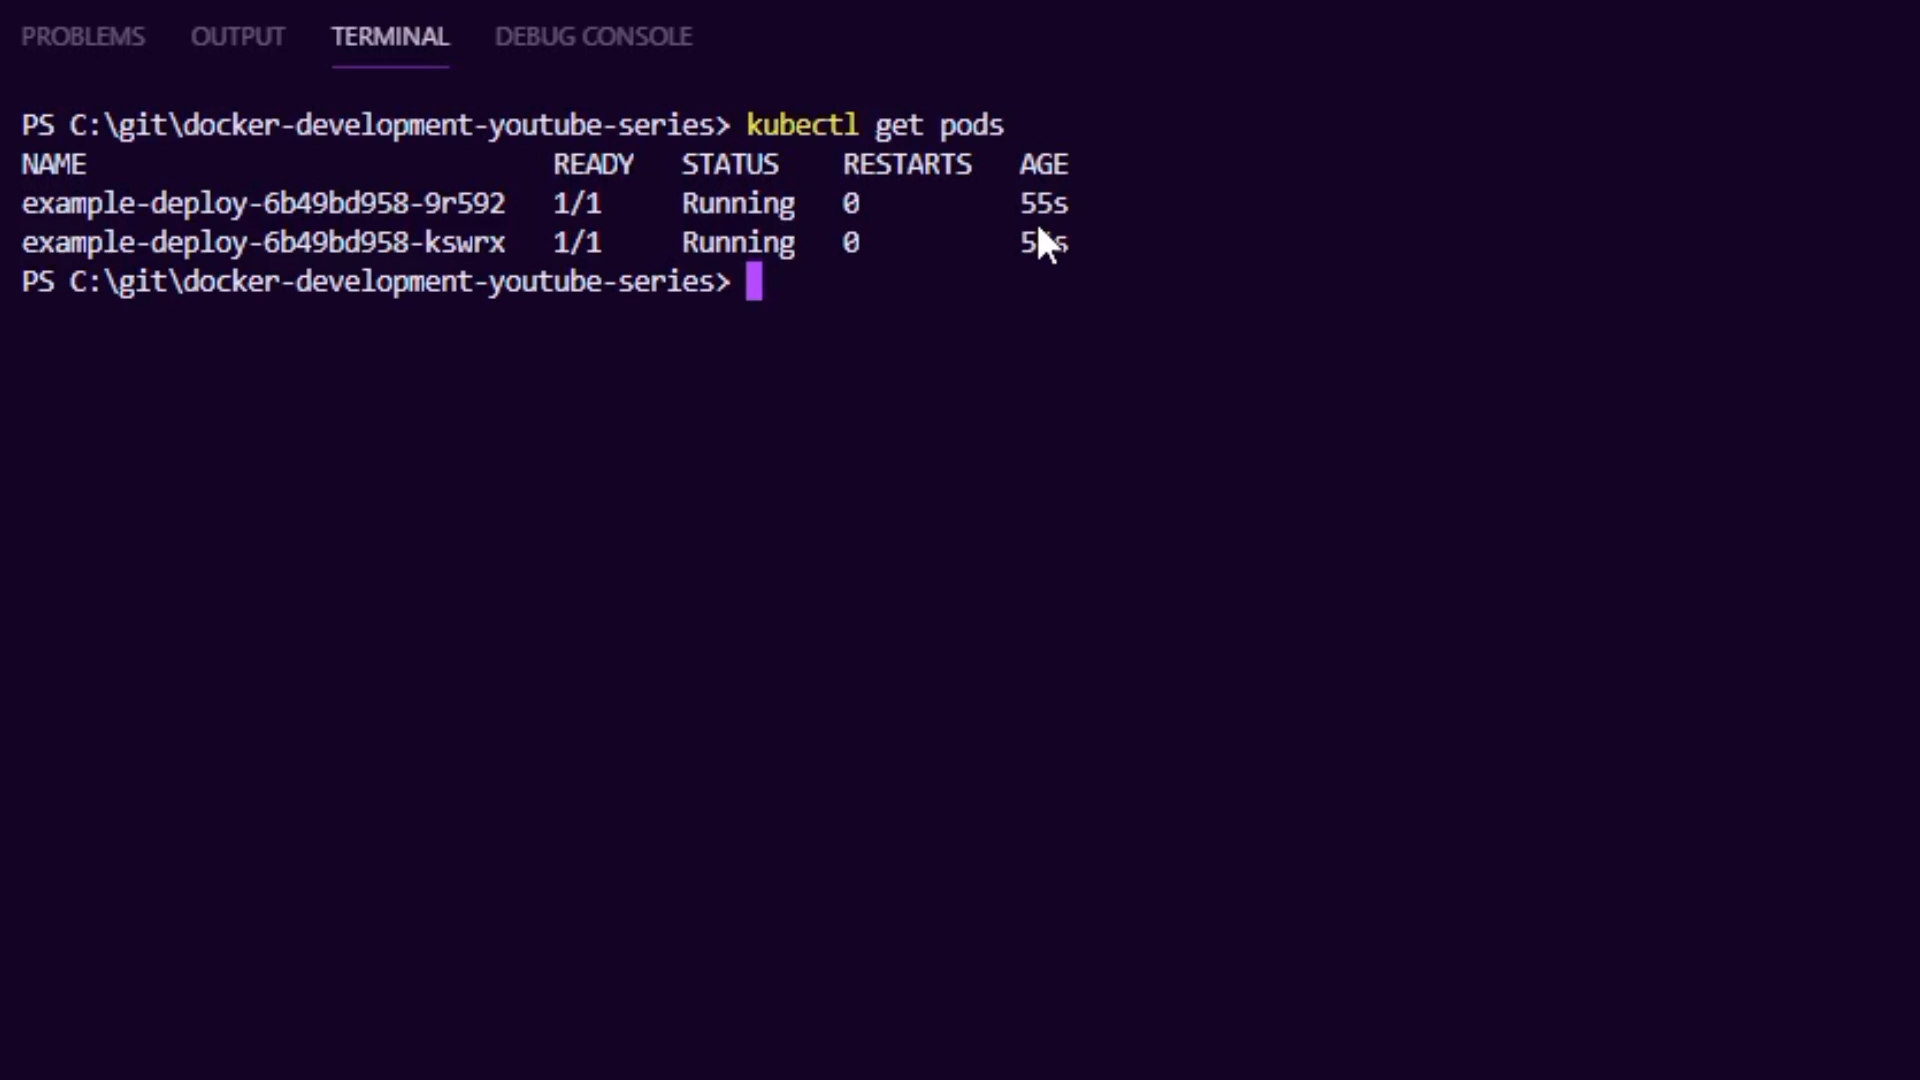 PROBLEMS OUTPUT TERMINAL DEBUG CONSOLE
PS C:\git\docker-development-youtube-series> kubectl get pods
NAME READY STATUS RESTARTS AGE
example-deploy-6b49bd958-9r592 1/1 Running 0 55s
example-deploy-6b49bd958-kswrx 1/1 Running 0
PS C:\git\docker-development-youtube-series>